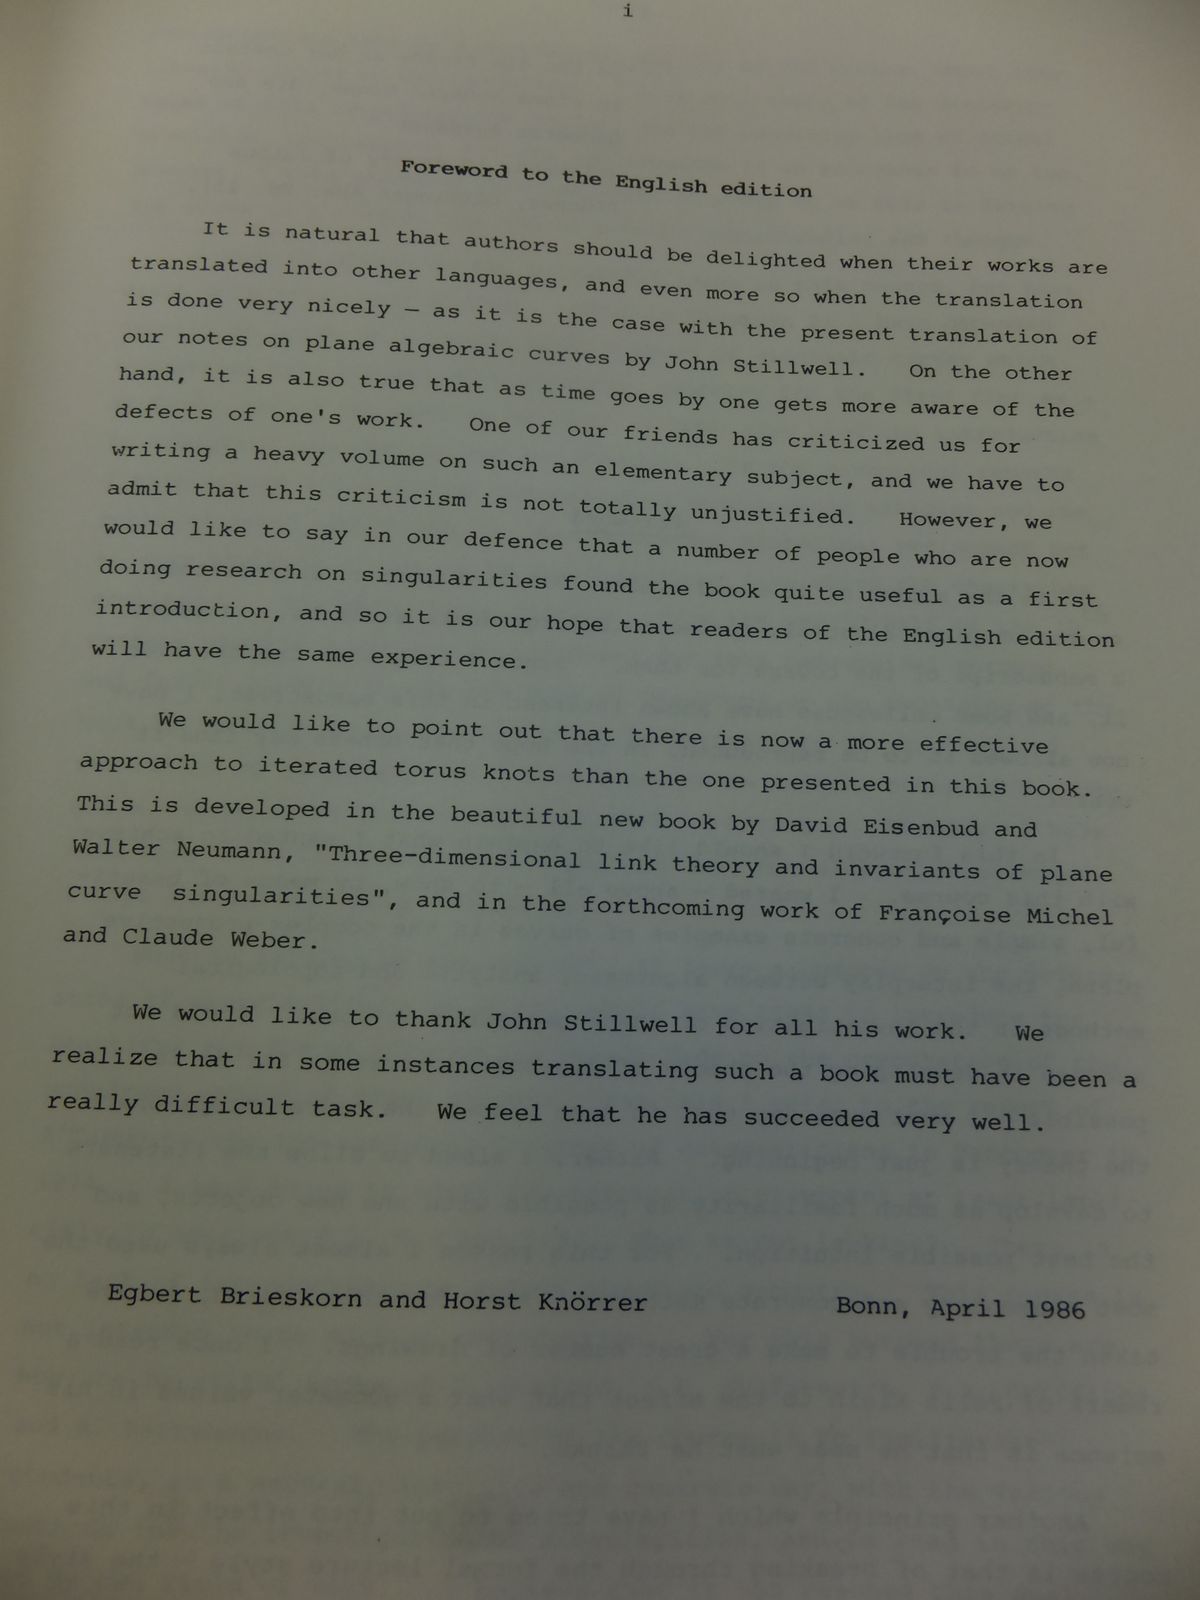 i
Foreword to the English edition
It is natural that authors should be delighted when their works are
translated into other languages, and even more so when the translation
is done very nicely — as it is the case with the present translation of
our notes on plane algebraic curves by John Stillwell. On the other
hand, it is also true that as time goes by one gets more aware of the
defects of one's work. One of our friends has criticized us for
writing a heavy volume on such an elementary subject, and we have to
admit that this criticism is not totally unjustified. However, we
would like to say in our defence that a number of people who are now
doing research on singularities found the book quite useful as a first
introduction, and so it is our hope that readers of the English edition
will have the same experience.
We would like to point out that there is now a more effective
approach to iterated torus knots than the one presented in this book.
This is developed in the beautiful new book by David Eisenbud and
Walter Neumann, "Three-dimensional link theory and invariants of plane
curve singularities", and in the forthcoming work of Françoise Michel
and Claude Weber.
We would like to thank John Stillwell for all his work. We
realize that in some instances translating such a book must have been a
really difficult task. We feel that he has succeeded very well.
Egbert Brieskorn and Horst Knörrer Bonn, April 1986